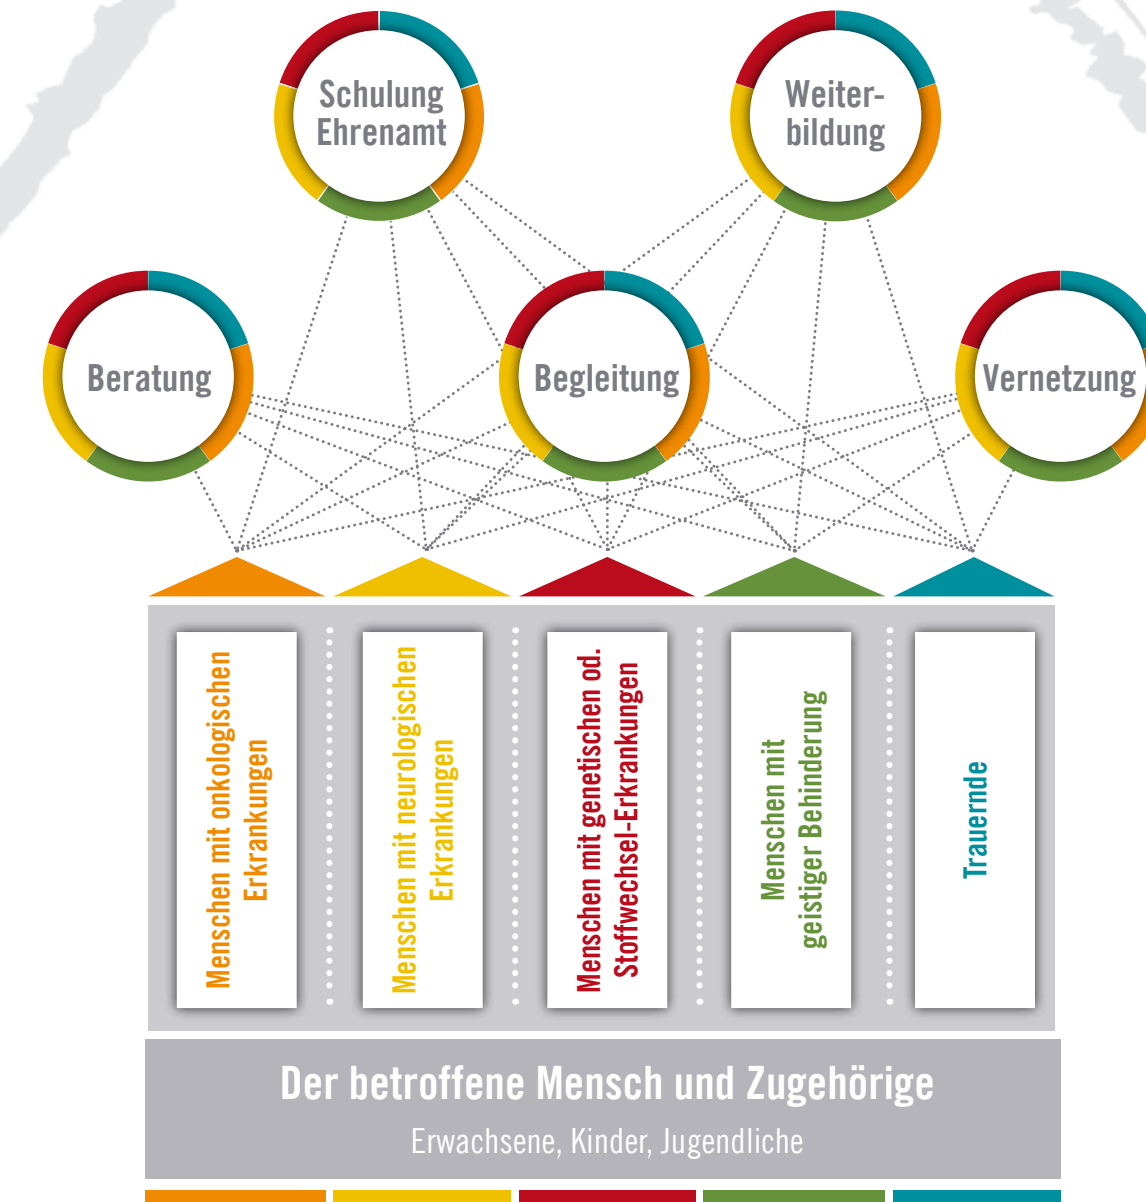 Schulung
Ehrenamt
Weiter-
bildung
Beratung
Begleitung
Vernetzung
Menschen mit onkologischen
Erkrankungen
Menschen mit neurologischen
Erkrankungen
Menschen mit genetischen od.
Stoffwechsel-Erkrankungen
Menschen mit
geistiger Behinderung
Trauernde
Der betroffene Mensch und Zugehörige
Erwachsene, Kinder, Jugendliche